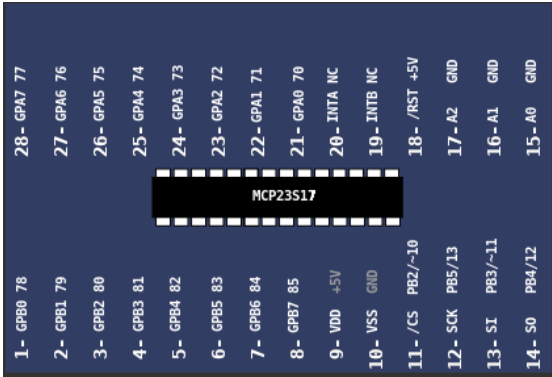 28- GPA7 77
27- GPA6 76
26- GPA5 75
25- GPA4 74
24- GPA3 73
23- GPA2 72
22- GPA1 71
21- GPA0 70
20- INTA NC
19- INTB NC
18- /RST +5V
17- A2 GND
16- A1 GND
15- A0 GND
MCP23S17
1- GPB0 78
2- GPB1 79
3- GPB2 80
4- GPB3 81
5- GPB4 82
6- GPB5 83
7- GPB6 84
8- GPB7 85
9- VDD +5V
10- VSS GND
11- /CS PB2/~10
12- SCK PB5/13
13- SI PB3/~11
14- SO PB4/12